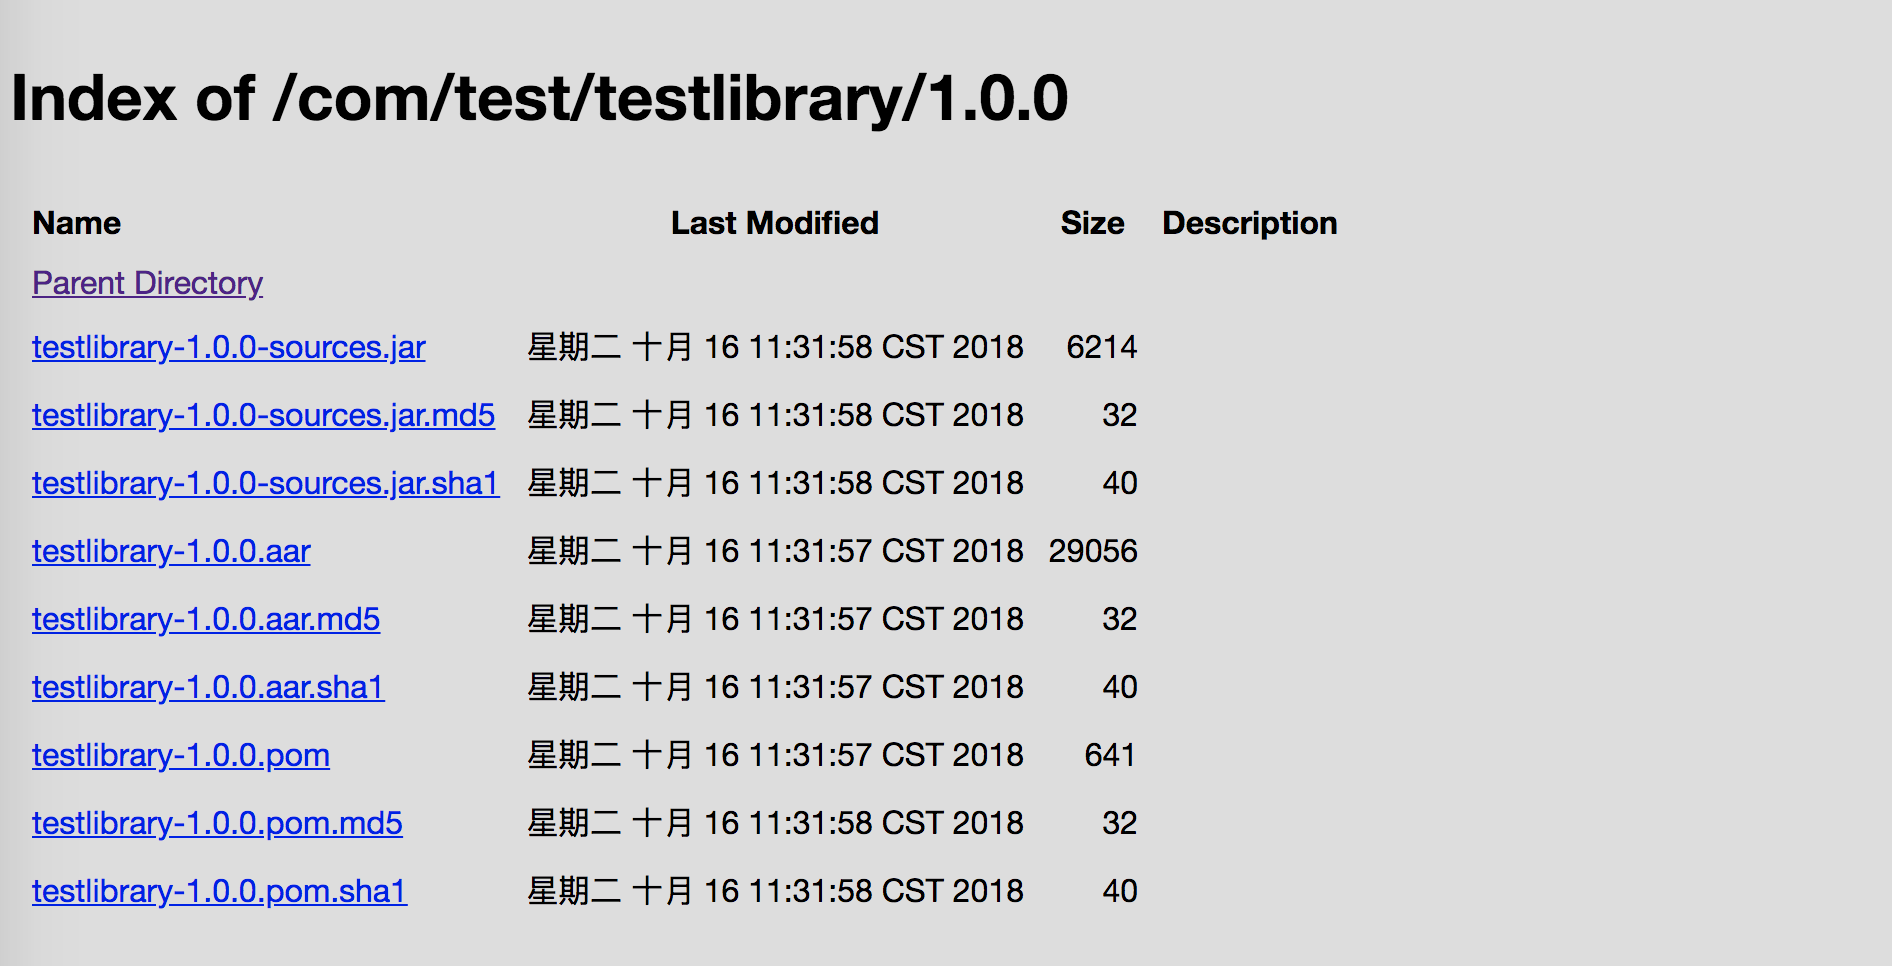 Index of /com/test/testlibrary/1.0.0
Name Last Modified Size Description
Parent Directory
testlibrary-1.0.0-sources.jar 星期二 十月 16 11:31:58 CST 2018 6214
testlibrary-1.0.0-sources.jar.md5 星期二 十月 16 11:31:58 CST 2018 32
testlibrary-1.0.0-sources.jar.sha1 星期二 十月 16 11:31:58 CST 2018 40
testlibrary-1.0.0.aar 星期二 十月 16 11:31:57 CST 2018 29056
testlibrary-1.0.0.aar.md5 星期二 十月 16 11:31:57 CST 2018 32
testlibrary-1.0.0.aar.sha1 星期二 十月 16 11:31:57 CST 2018 40
testlibrary-1.0.0.pom 星期二 十月 16 11:31:57 CST 2018 641
testlibrary-1.0.0.pom.md5 星期二 十月 16 11:31:58 CST 2018 32
testlibrary-1.0.0.pom.sha1 星期二 十月 16 11:31:58 CST 2018 40